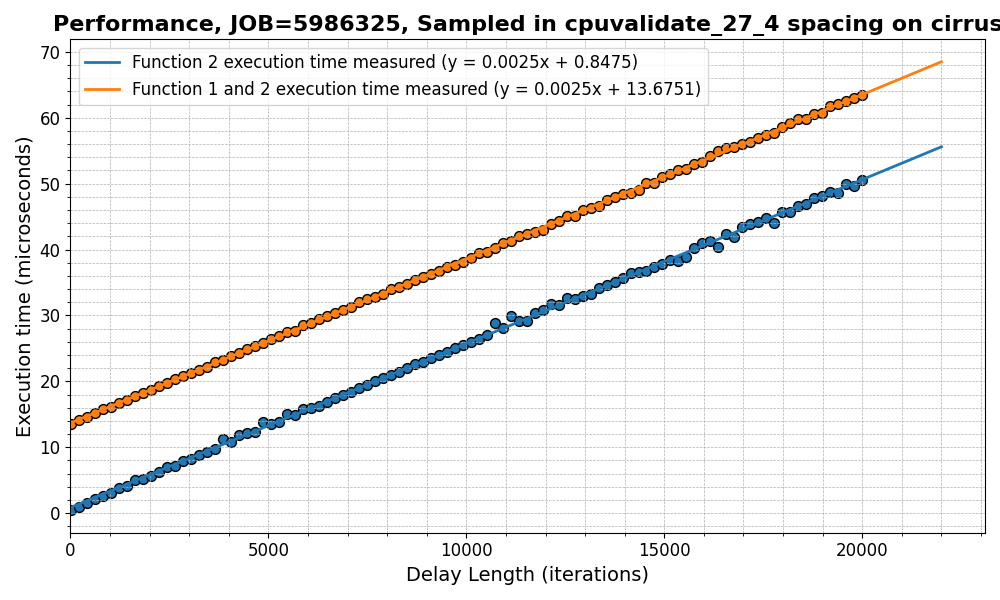 Performance, JOB=5986325, Sampled in cpuvalidate_27_4 spacing on cirrus
Function 2 execution time measured (y = 0.0025x + 0.8475)
Function 1 and 2 execution time measured (y = 0.0025x + 13.6751)
Execution time (microseconds)
70
60
50
40
30
20
10
0
0 5000 10000 15000 20000
Delay Length (iterations)